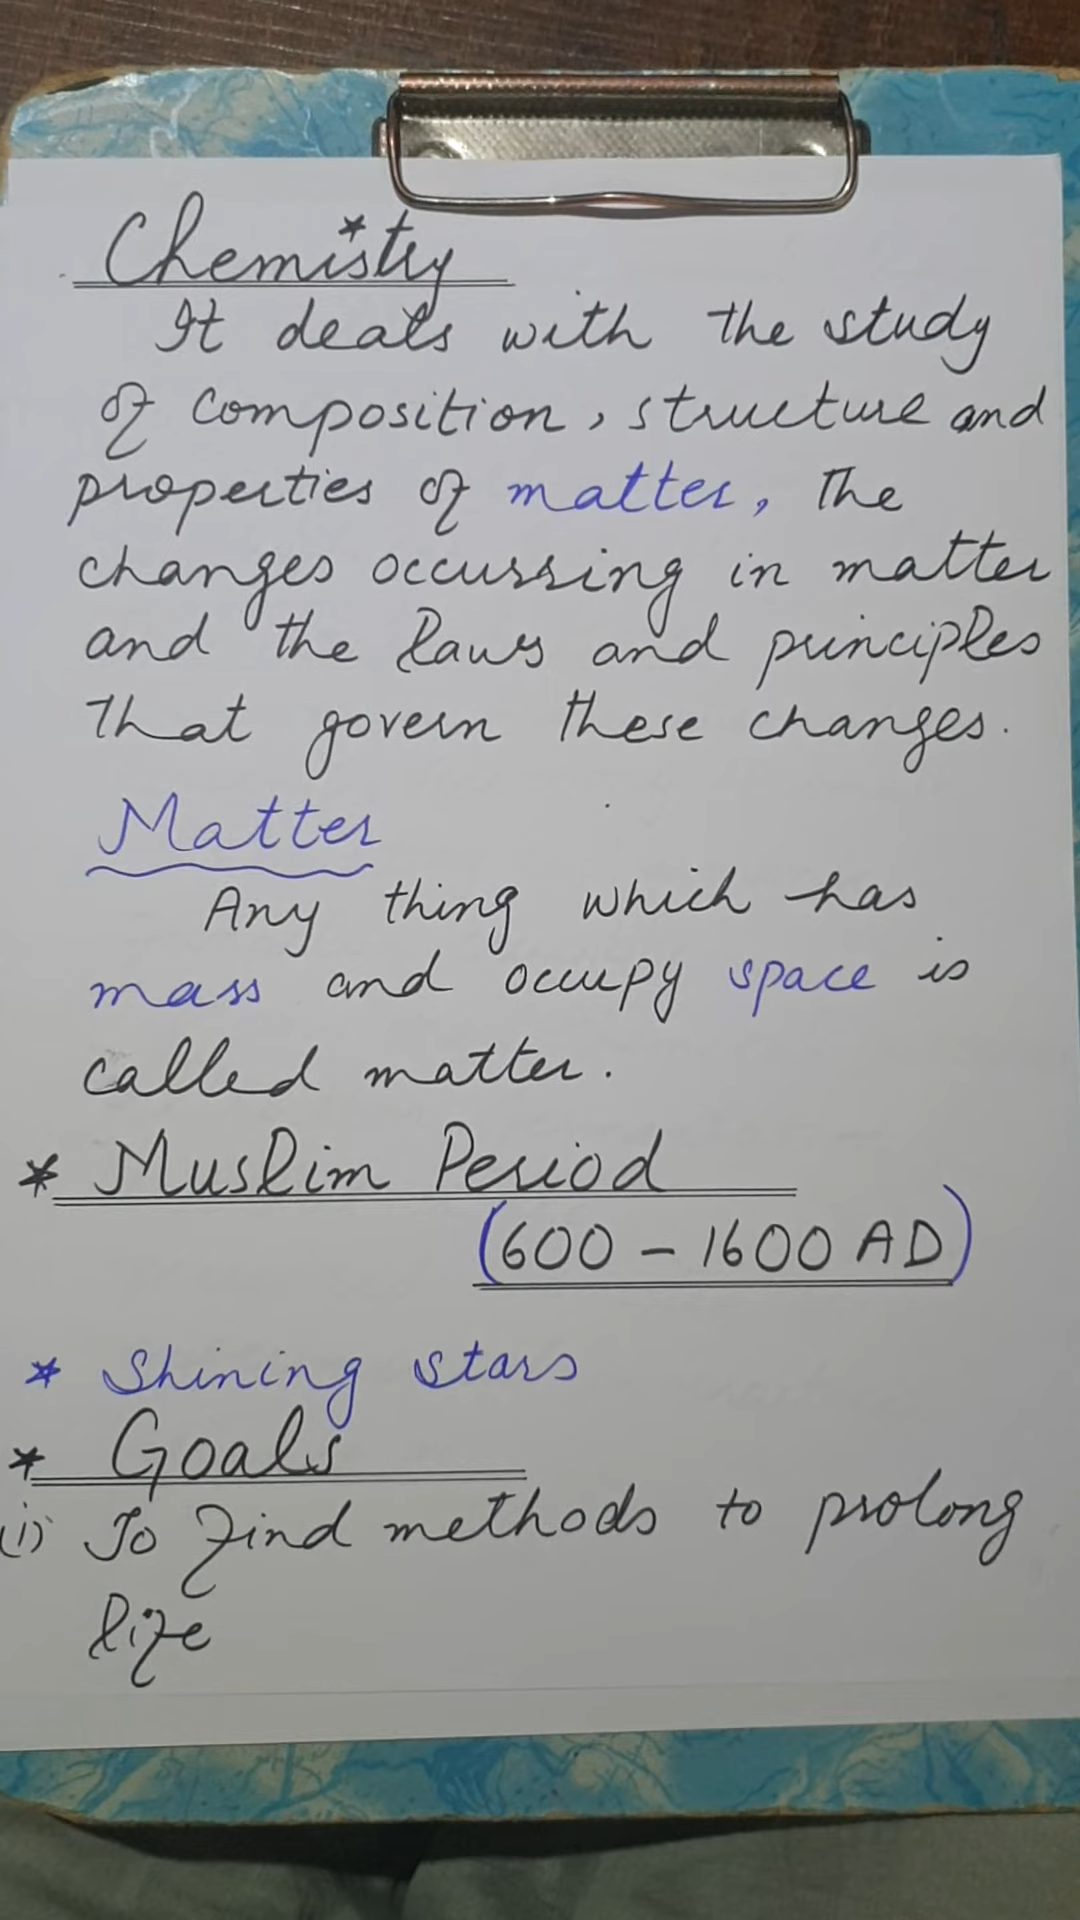 Chemistry
It deals with the study
of composition, structure and
properties of matter, The
changes occurring in matter
and the laws and principles
that govern these changes.
Matter
Any thing which has
mass and occupy space is
called matter.
* Muslim Period
(600 - 1600 AD)
* Shining stars
* Goals
(i) To find methods to prolong
life